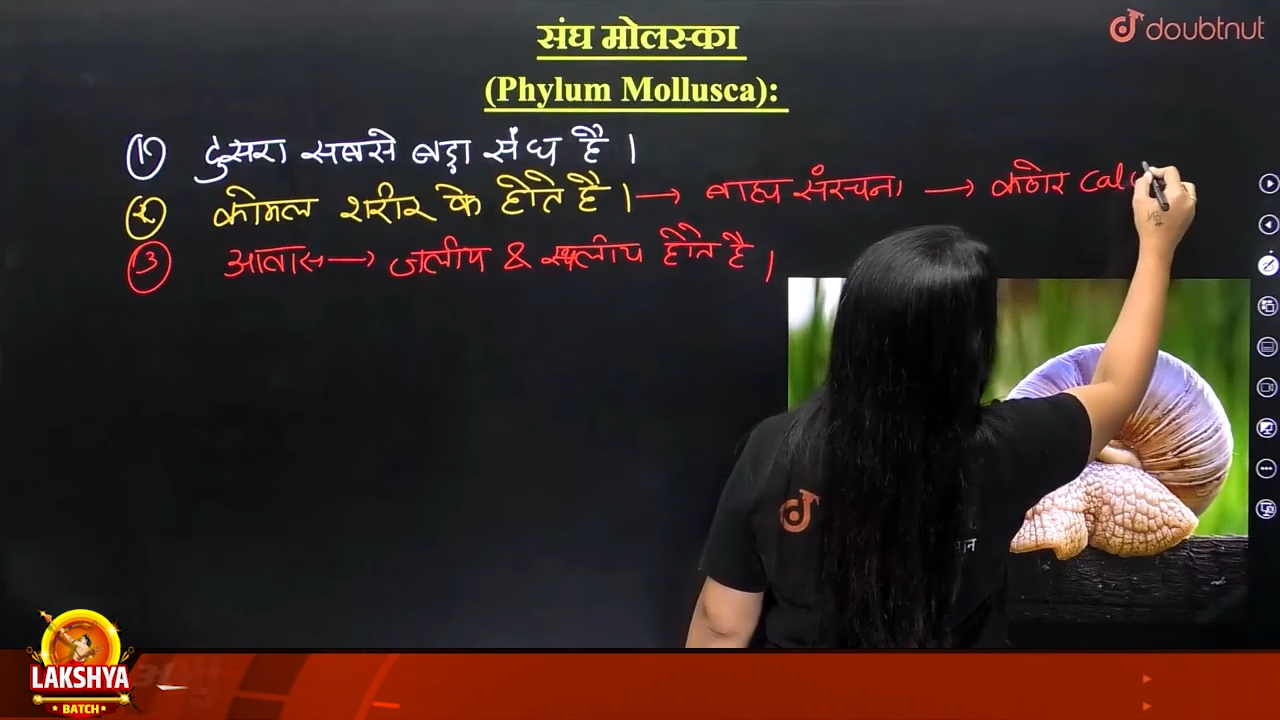 संघ मोलस्का
doubtnut
(Phylum Mollusca):
① दुसरा सबसे बड़ा संघ है।
② कोमल शरीर के होते है। → बाह्य संरचना → कठोर Calc
③ आवास → जलीय & स्थलीय होते है।
LAKSHYA
BATCH